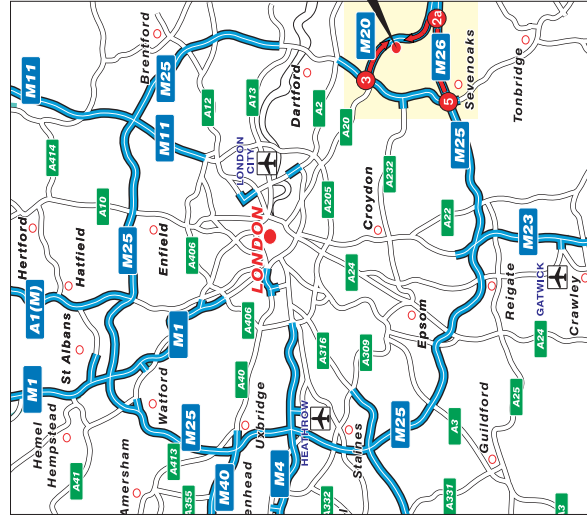 M1
A1(M)
Hertford
M11
Hemel
Hempstead
St Albans
A414
A41
Hatfield
A10
Amersham
Watford
M25
Enfield
Brentford
A413
M1
M11
M25
A355
M25
A406
A12
M40
A40
A406
A13
enhead
Uxbridge
LONDON
LONDON
CITY
M4
HEATHROW
Dartford
A332
A316
A205
A2
Staines
A24
A20
A309
Croydon
3
M20
M25
A232
Epsom
A331
A3
A22
5
M26
2a
Guildford
M25
Sevenoaks
Reigate
A25
M23
Tonbridge
A24
GATWICK
A3
Crawley